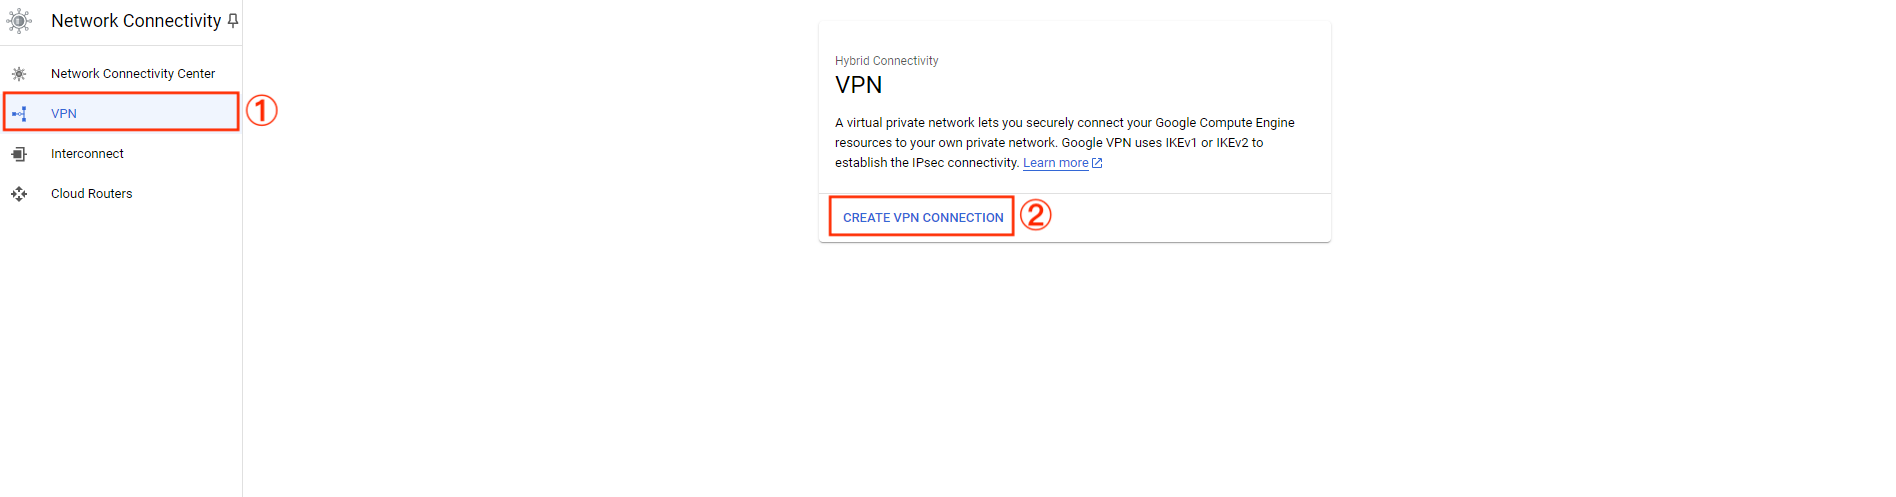 Network Connectivity
Network Connectivity Center
VPN
①
Interconnect
Cloud Routers
Hybrid Connectivity
VPN
A virtual private network lets you securely connect your Google Compute Engine
resources to your own private network. Google VPN uses IKEv1 or IKEv2 to
establish the IPsec connectivity. Learn more
CREATE VPN CONNECTION
②